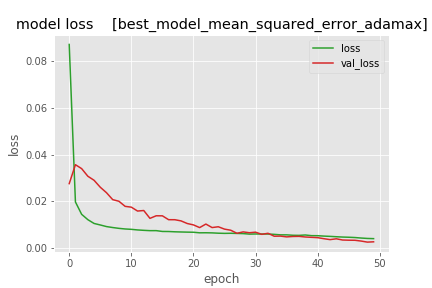 model loss    [best_model_mean_squared_error_adamax]
loss
val_loss
0.08
0.06
0.04
0.02
0.00
loss
0
10
20
30
40
50
epoch